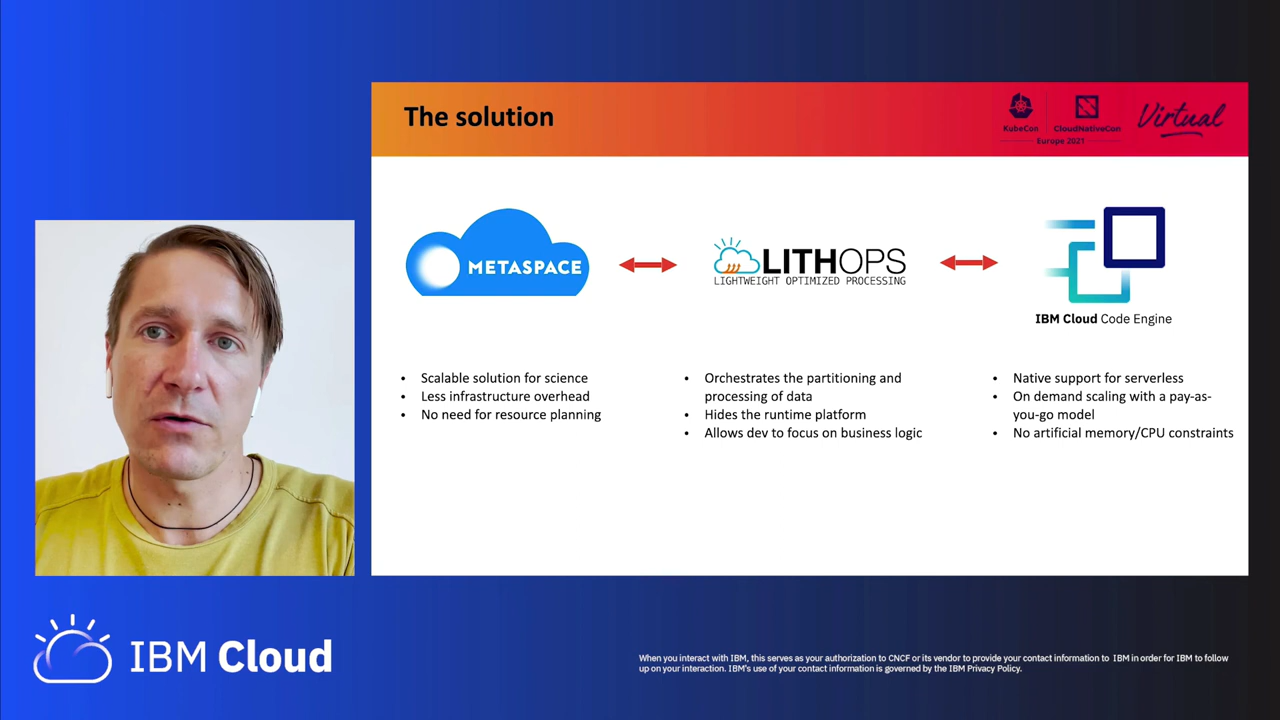 The solution
KubeCon
CloudNativeCon
Europe 2021
Virtual
METASPACE
LITHOPS
LIGHTWEIGHT OPTIMIZED PROCESSING
IBM Cloud Code Engine
• Scalable solution for science
• Less infrastructure overhead
• No need for resource planning
• Orchestrates the partitioning and
processing of data
• Hides the runtime platform
• Allows dev to focus on business logic
• Native support for serverless
• On demand scaling with a pay-as-
you-go model
• No artificial memory/CPU constraints
IBM Cloud
When you interact with IBM, this serves as your authorization to CNCF or its vendor to provide your contact information to IBM in order for IBM to follow
up on your interaction. IBM's use of your contact information is governed by the IBM Privacy Policy.